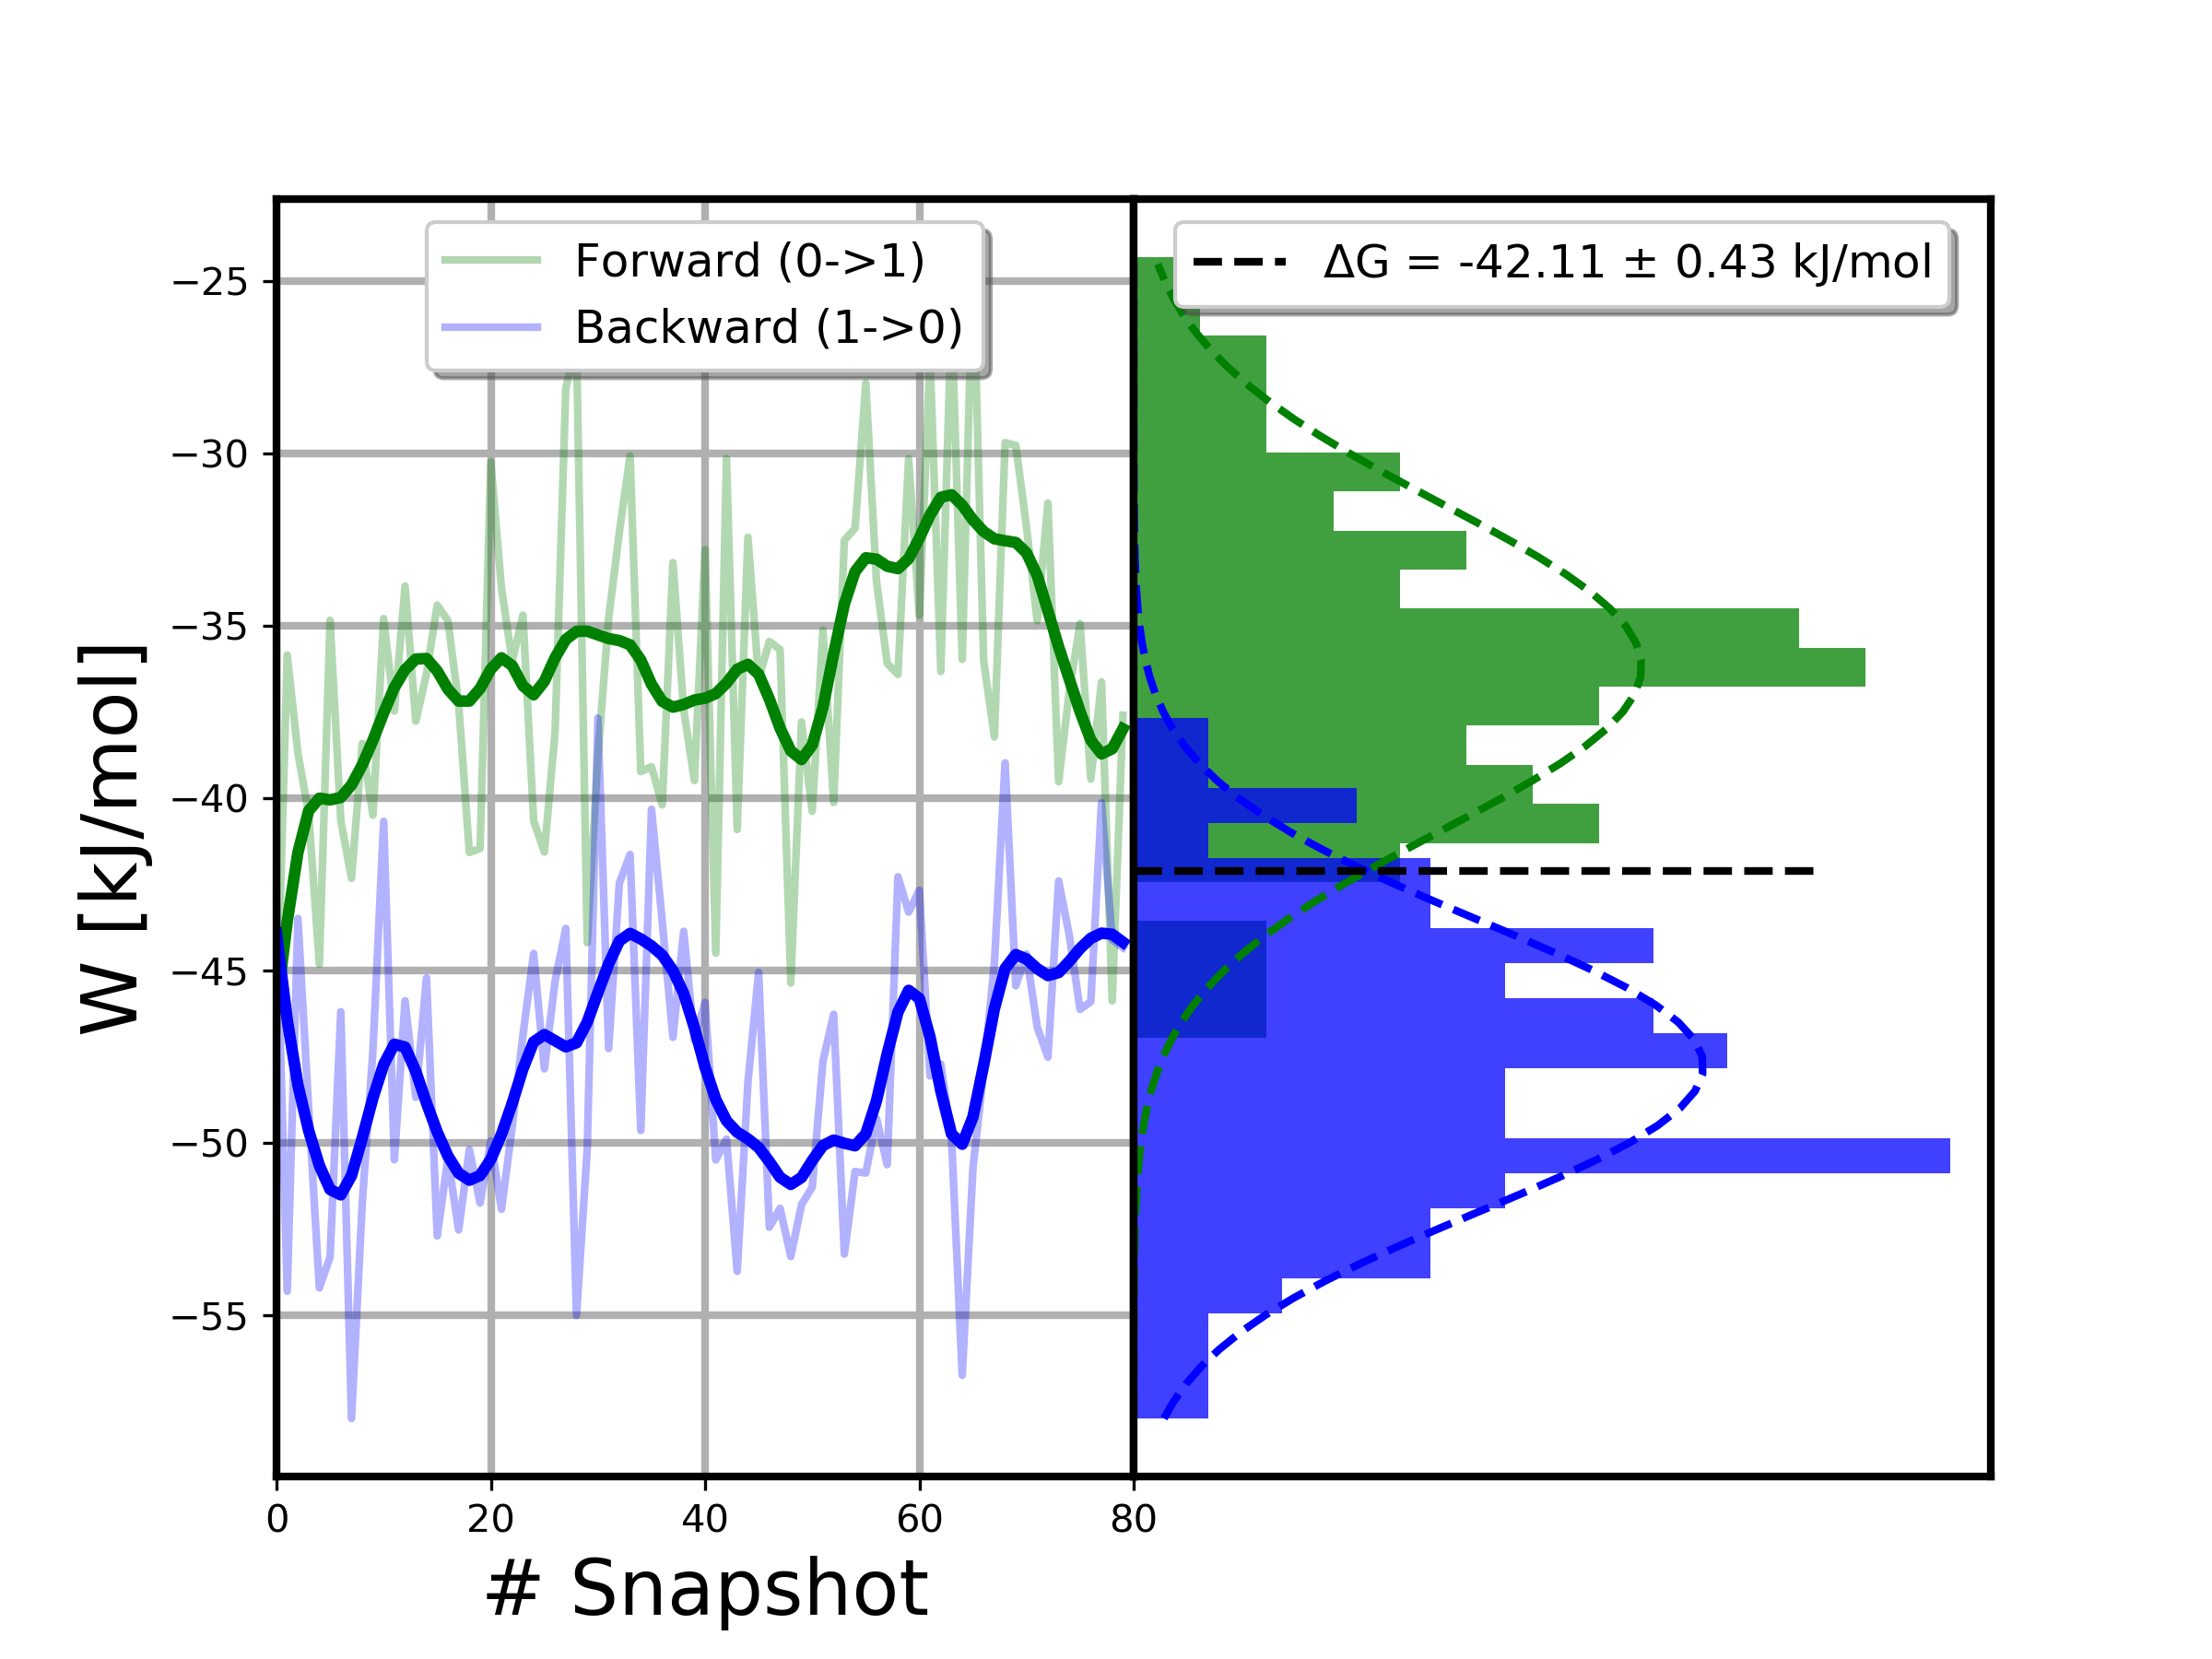 Forward (0->1)
Backward (1->0)
ΔG = -42.11 ± 0.43 kJ/mol
−25
−30
−35
−40
−45
−50
−55
W [kJ/mol]
0 20 40 60 80
# Snapshot